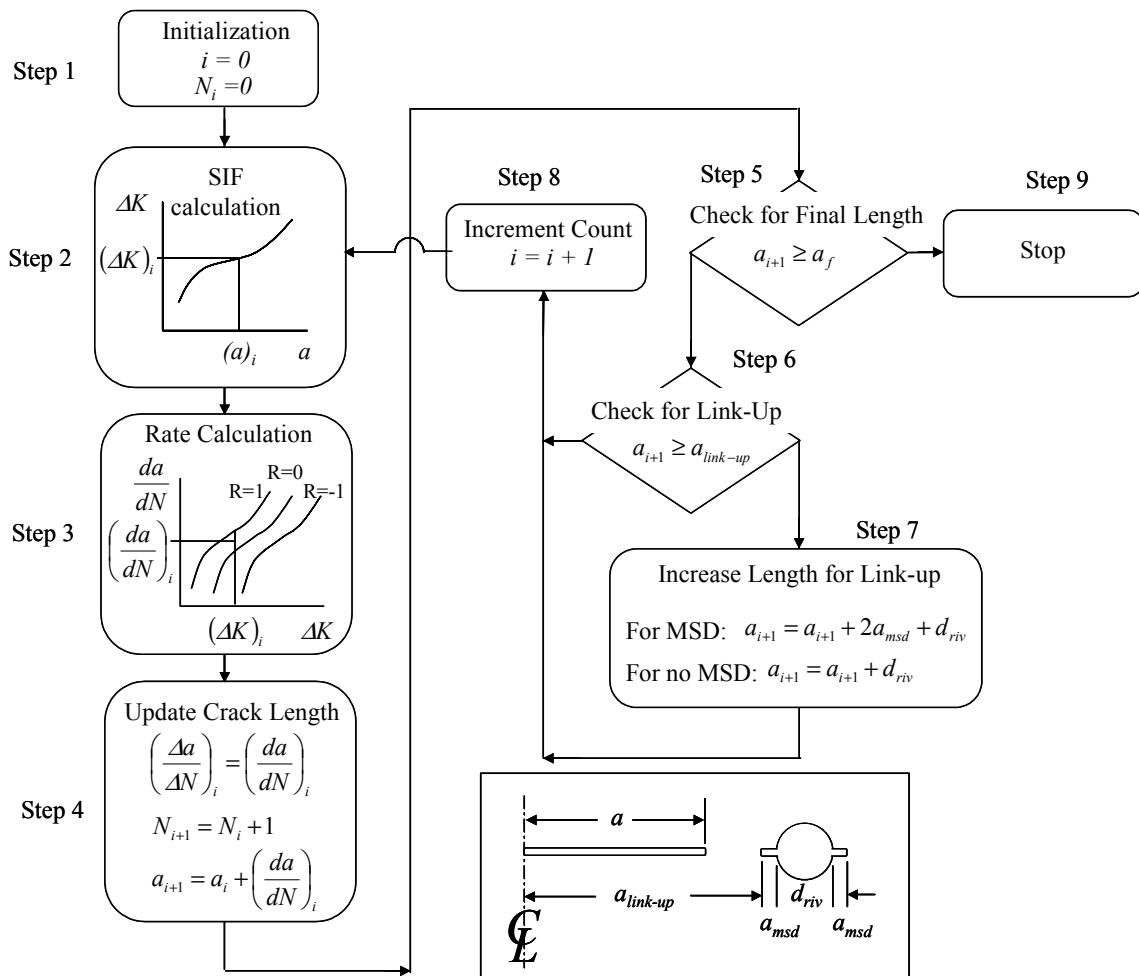 Step 1
Initialization
i = 0
N_i =0
Step 2
SIF
calculation
ΔK
(ΔK)_i
(a)_i
a
Step 3
Rate Calculation
da/dN
(da/dN)_i
R=1
R=0
R=-1
(ΔK)_i
ΔK
Step 4
Update Crack Length
(Δa/ΔN)_i = (da/dN)_i
N_{i+1} = N_i + 1
a_{i+1} = a_i + (da/dN)_i
Step 5
Check for Final Length
a_{i+1} ≥ a_f
Step 9
Stop
Step 6
Check for Link-Up
a_{i+1} ≥ a_{link-up}
Step 7
Increase Length for Link-up
For MSD: a_{i+1} = a_{i+1} + 2a_{msd} + d_{riv}
For no MSD: a_{i+1} = a_{i+1} + d_{riv}
Step 8
Increment Count
i = i + 1
a
a_{link-up}
d_{riv}
a_{msd}
a_{msd}
CL